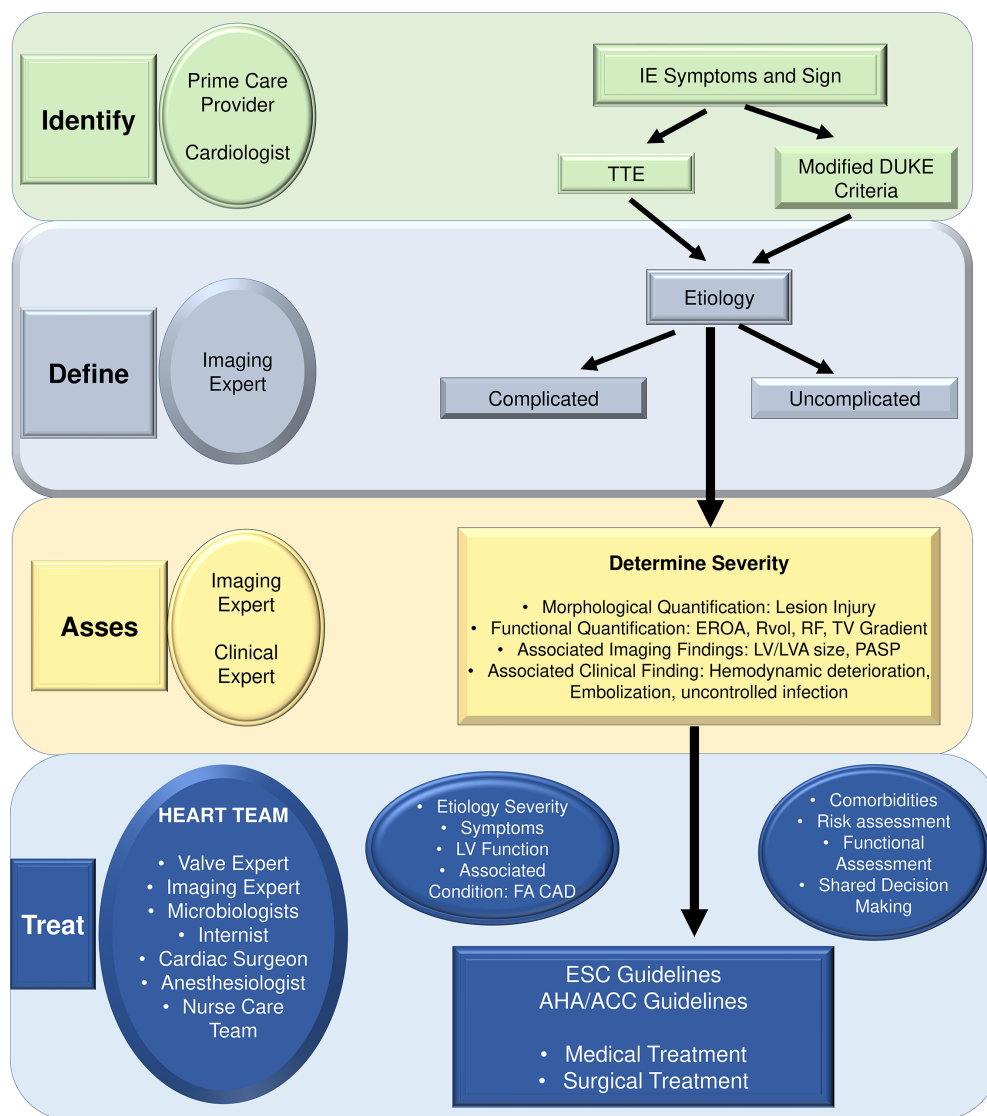 Identify
Prime Care
Provider
Cardiologist
IE Symptoms and Sign
TTE
Modified DUKE
Criteria
Define
Imaging
Expert
Etiology
Complicated
Uncomplicated
Asses
Imaging
Expert
Clinical
Expert
Determine Severity
• Morphological Quantification: Lesion Injury
• Functional Quantification: EROA, Rvol, RF, TV Gradient
• Associated Imaging Findings: LV/LVA size, PASP
• Associated Clinical Finding: Hemodynamic deterioration,
Embolization, uncontrolled infection
Treat
HEART TEAM
• Valve Expert
• Imaging Expert
• Microbiologists
• Internist
• Cardiac Surgeon
• Anesthesiologist
• Nurse Care
Team
• Etiology Severity
• Symptoms
• LV Function
• Associated
Condition: FA CAD
• Comorbidities
• Risk assessment
• Functional
Assessment
• Shared Decision
Making
ESC Guidelines
AHA/ACC Guidelines
• Medical Treatment
• Surgical Treatment